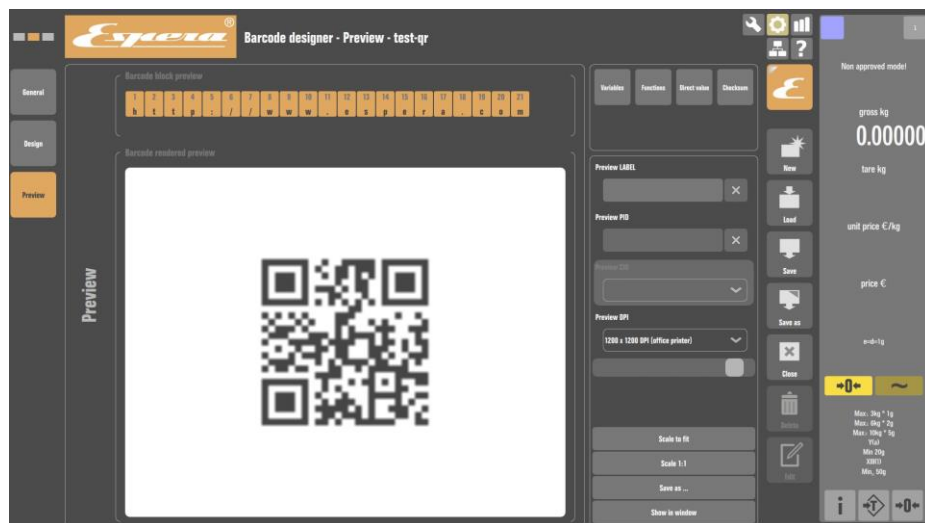 Espera®
Barcode designer - Preview - test-qr
General
Design
Preview
Preview
Barcode block preview
1 2 3 4 5 6 7 8 9 10 11 12 13 14 15 16 17 18 19 20 21
h t t p : / / w w w . e s p e r a . c o m
Barcode rendered preview
Variables
Functions
Direct value
Checksum
Preview LABEL
Preview PID
Preview DPI
1200 x 1200 DPI (office printer)
Scale to fit
Scale 1:1
Save as ...
Show in window
?
E
New
Load
Save
Save as
Close
Delete
Edit
1
Non approved mode!
gross kg
0.00000
tare kg
unit price €/kg
price €
e=d=1g
→0←
~
Max. 3kg * 1g
Max. 6kg * 2g
Max. 10kg * 5g
Y(a)
Min 20g
Min. 50g
i
T
→0←